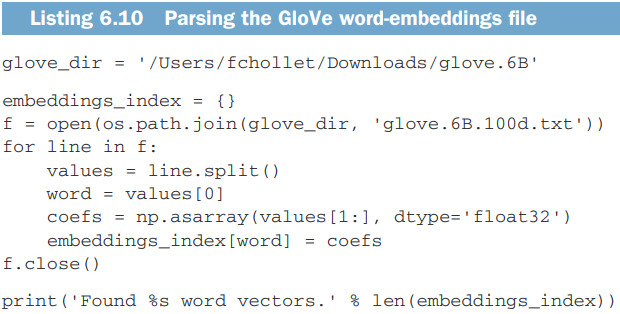 Listing 6.10 Parsing the GloVe word-embeddings file
glove_dir = '/Users/fchollet/Downloads/glove.6B'
embeddings_index = {}
f = open(os.path.join(glove_dir, 'glove.6B.100d.txt'))
for line in f:
    values = line.split()
    word = values[0]
    coefs = np.asarray(values[1:], dtype='float32')
    embeddings_index[word] = coefs
f.close()
print('Found %s word vectors.' % len(embeddings_index))